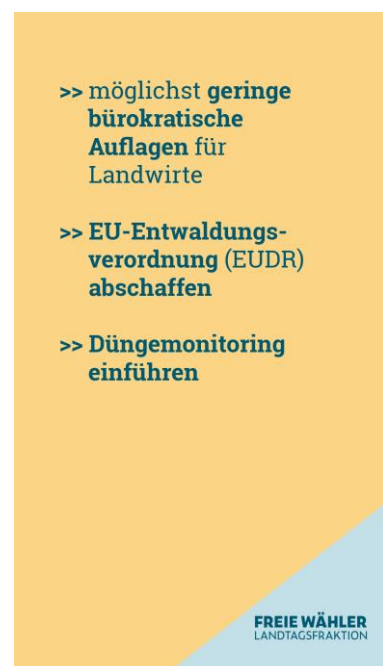 >> möglichst geringe
bürokratische
Auflagen für
Landwirte
>> EU-Entwaldungs-
verordnung (EUDR)
abschaffen
>> Düngemonitoring
einführen
FREIE WÄHLER
LANDTAGSFRAKTION